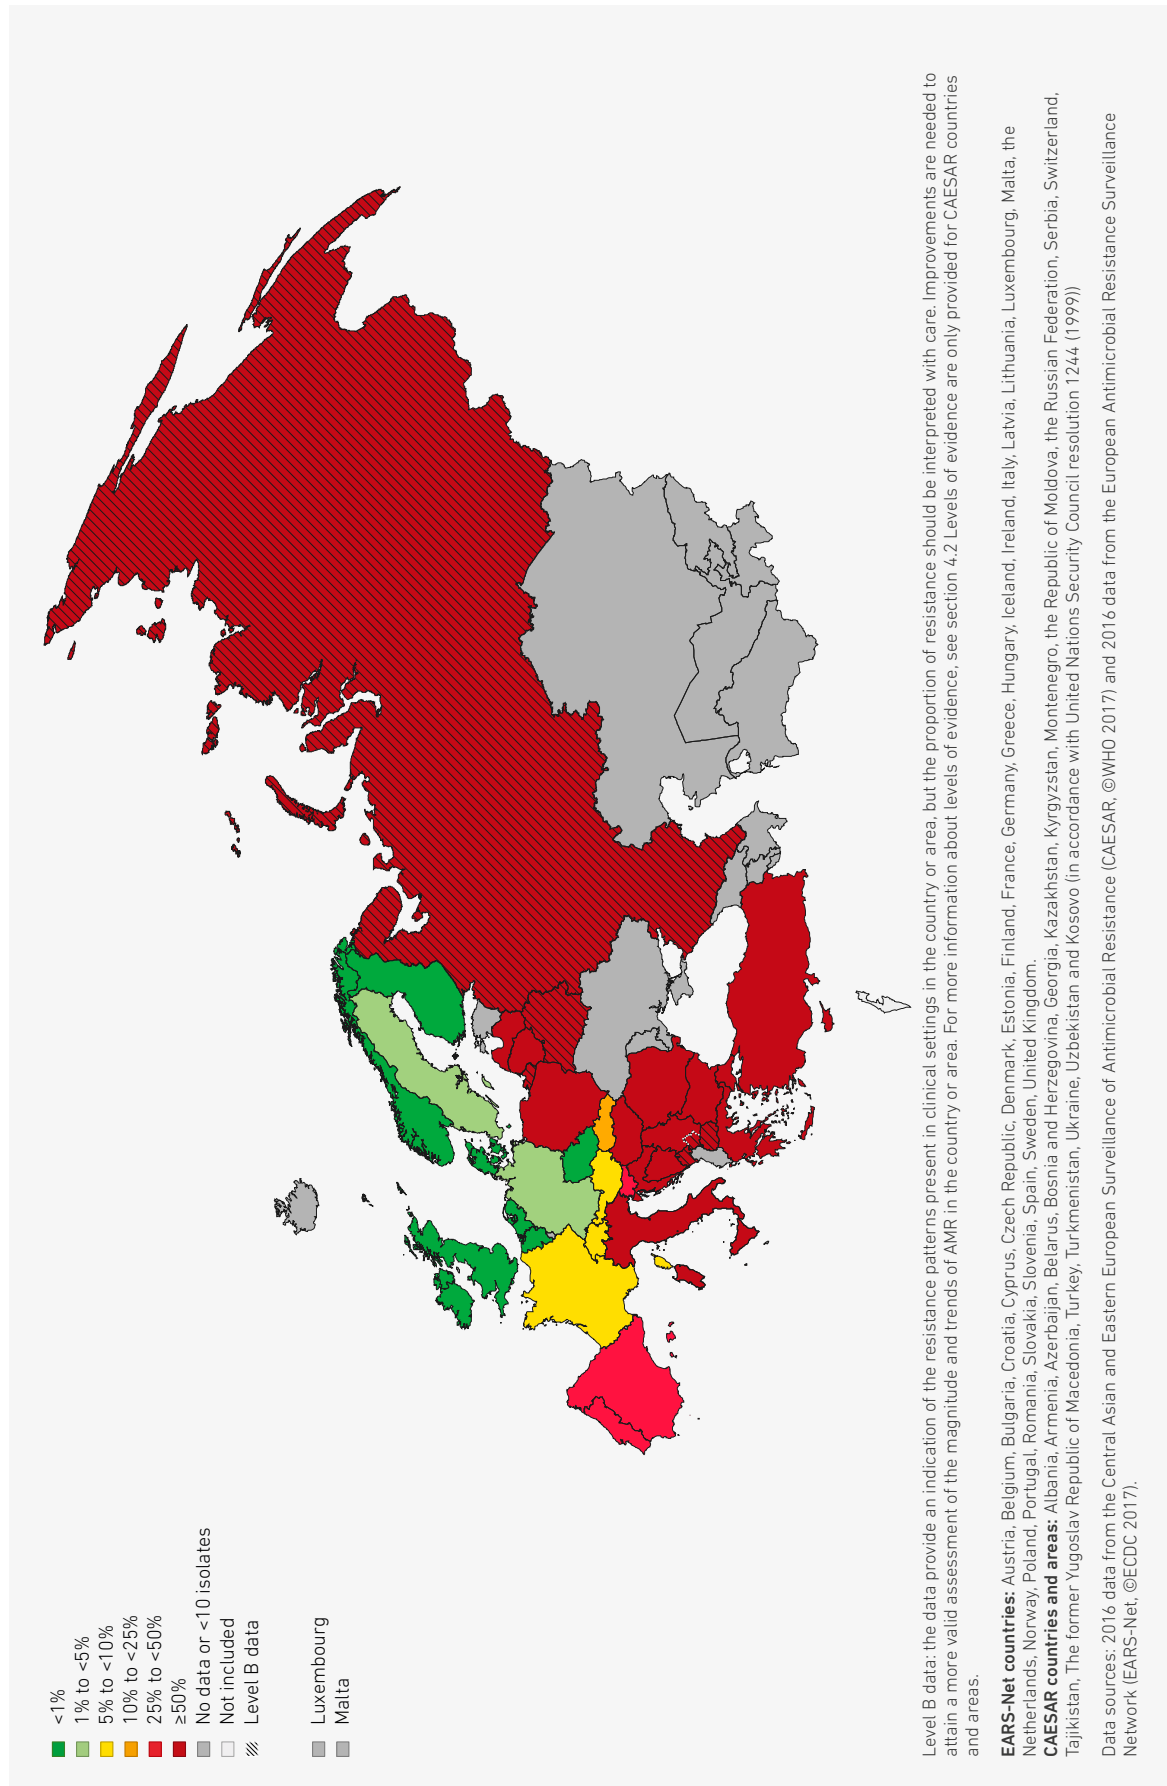 <1%
1% to <5%
5% to <10%
10% to <25%
25% to <50%
≥50%
No data or <10 isolates
Not included
Level B data
Luxembourg
Malta
Level B data: the data provide an indication of the resistance patterns present in clinical settings in the country or area, but the proportion of resistance should be interpreted with care. Improvements are needed to
attain a more valid assessment of the magnitude and trends of AMR in the country or area. For more information about levels of evidence, see section 4.2 Levels of evidence are only provided for CAESAR countries
and areas.
EARS-Net countries: Austria, Belgium, Bulgaria, Croatia, Cyprus, Czech Republic, Denmark, Estonia, Finland, France, Germany, Greece, Hungary, Iceland, Ireland, Italy, Latvia, Lithuania, Luxembourg, Malta, the
Netherlands, Norway, Poland, Portugal, Romania, Slovakia, Slovenia, Spain, Sweden, United Kingdom.
CAESAR countries and areas: Albania, Armenia, Azerbaijan, Belarus, Bosnia and Herzegovina, Georgia, Kazakhstan, Kyrgyzstan, Montenegro, the Republic of Moldova, the Russian Federation, Serbia, Switzerland,
Tajikistan, The former Yugoslav Republic of Macedonia, Turkey, Turkmenistan, Ukraine, Uzbekistan and Kosovo (in accordance with United Nations Security Council resolution 1244 (1999))
Data sources: 2016 data from the Central Asian and Eastern European Surveillance of Antimicrobial Resistance (CAESAR, ©WHO 2017) and 2016 data from the European Antimicrobial Resistance Surveillance
Network (EARS-Net, ©ECDC 2017).